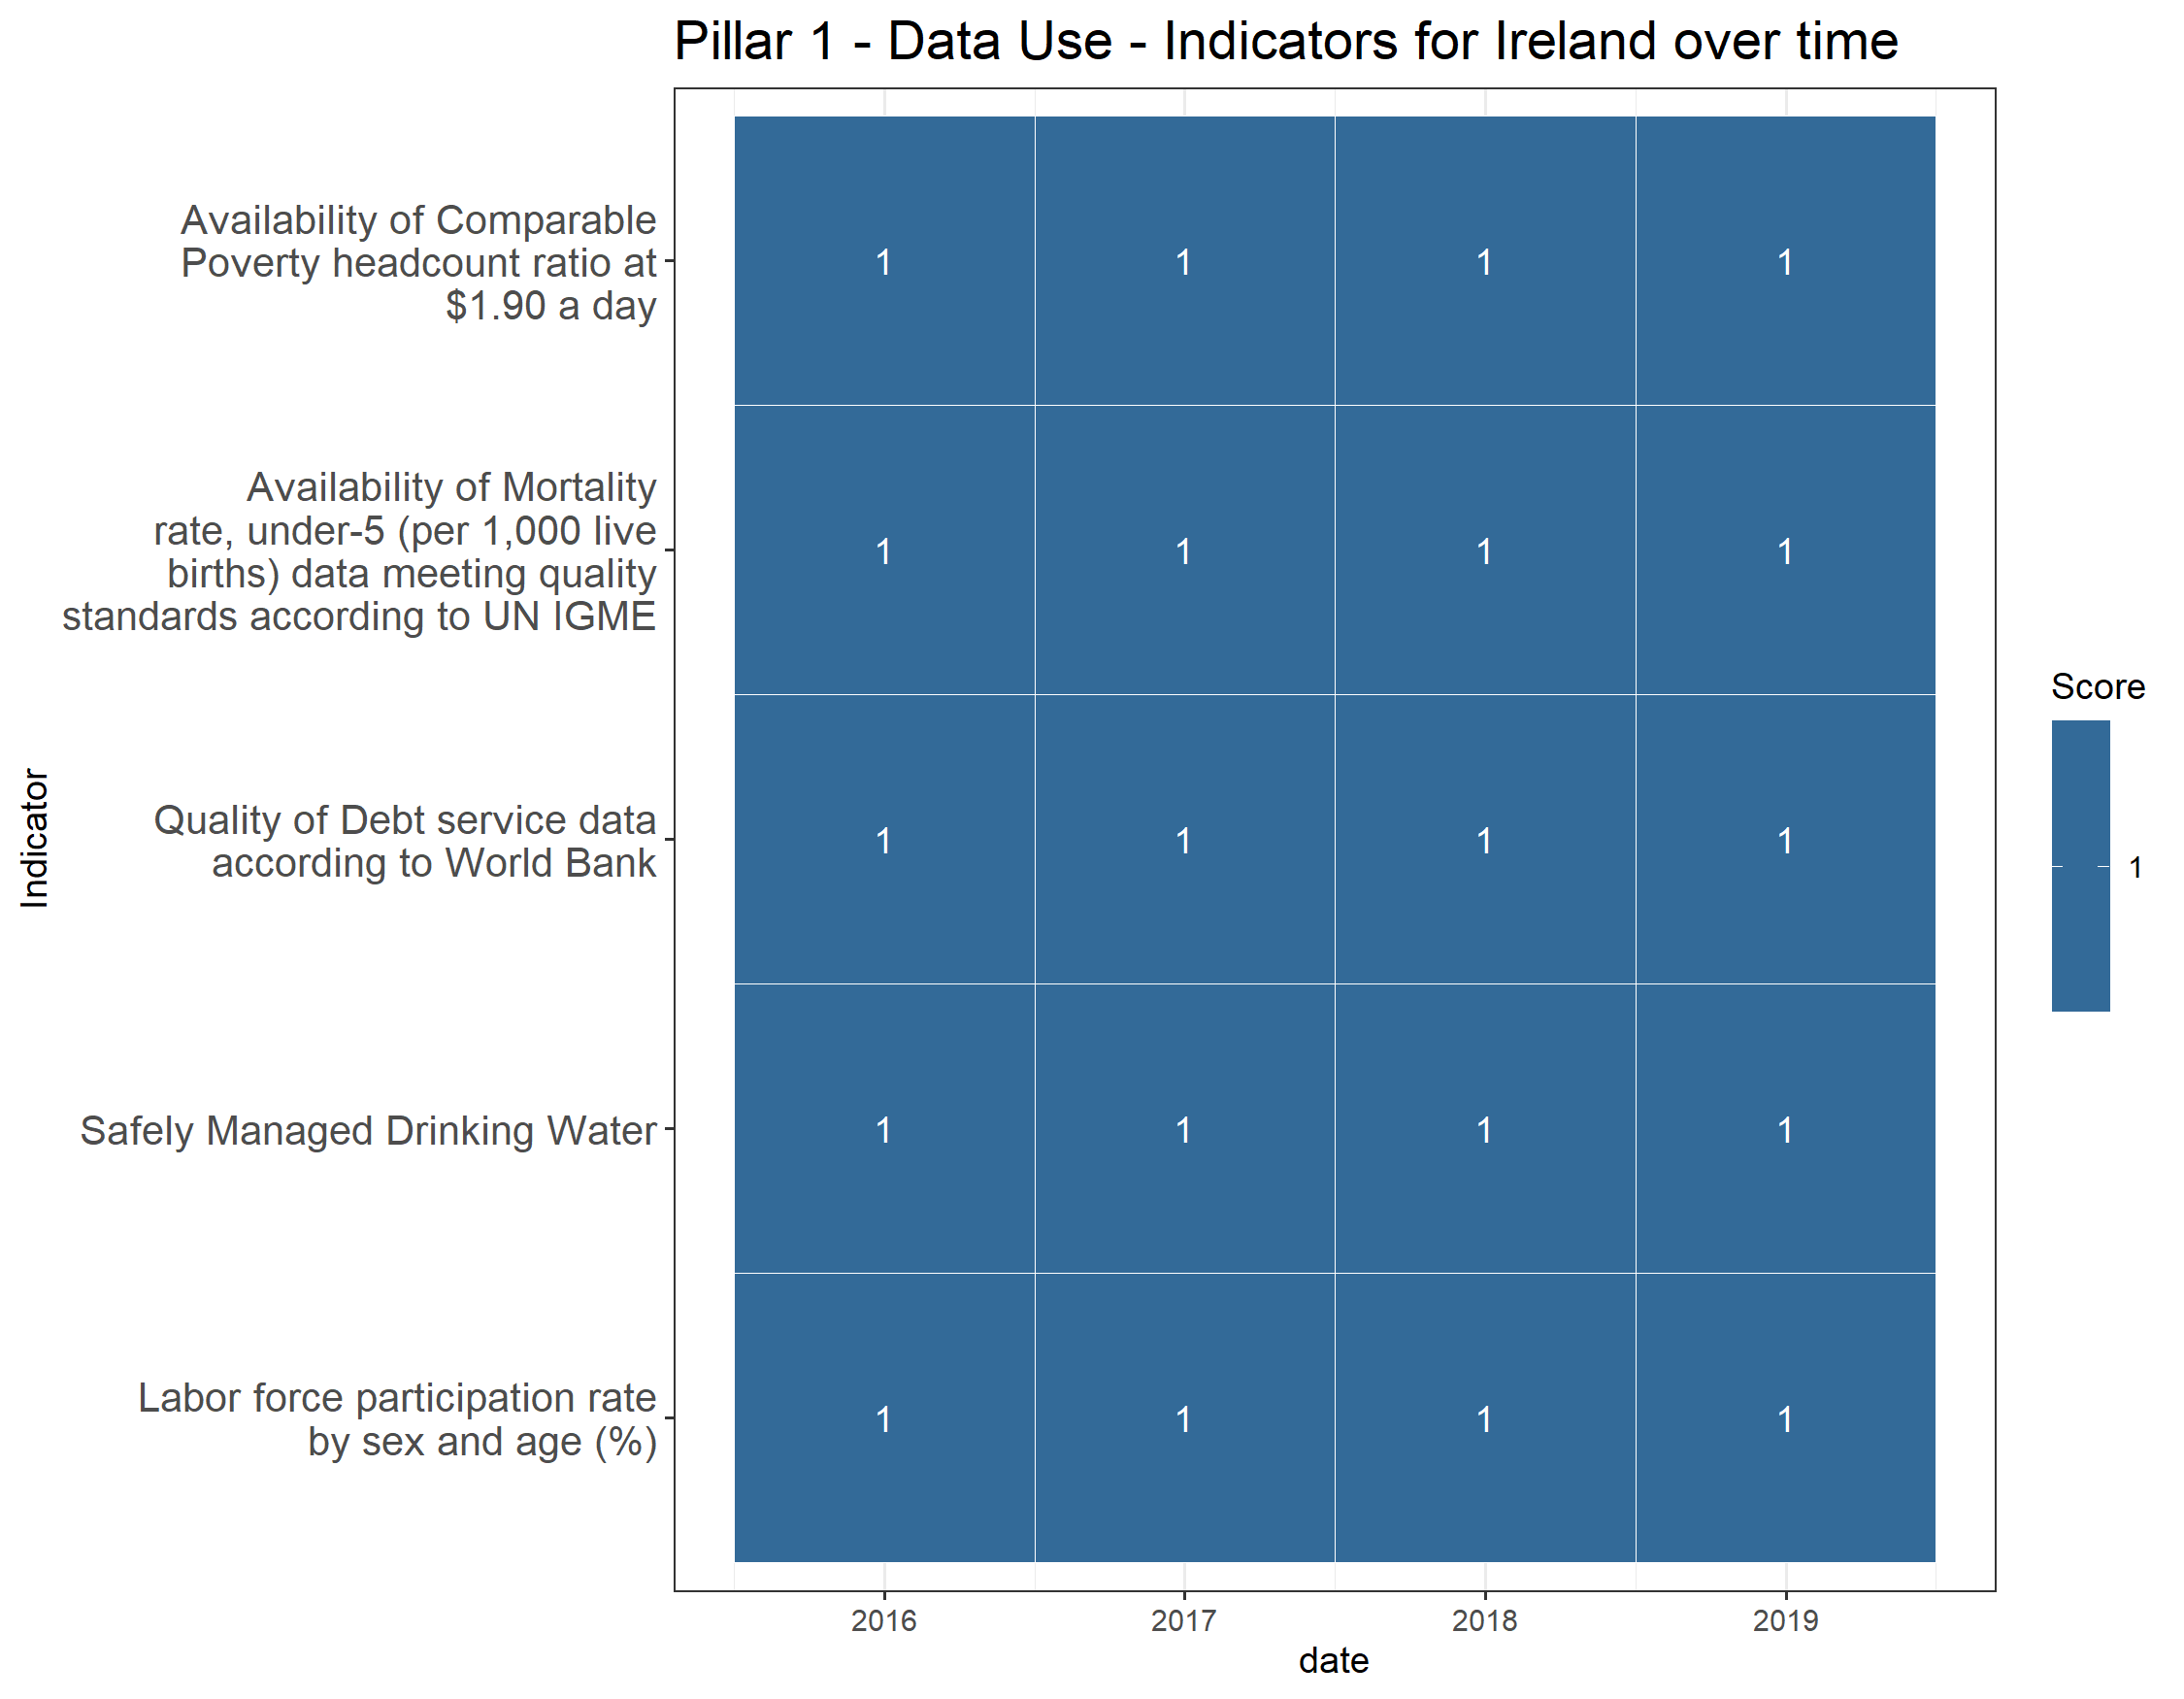 Pillar 1 - Data Use - Indicators for Ireland over time
Indicator
Availability of Comparable
Poverty headcount ratio at
$1.90 a day
1 1 1 1
Availability of Mortality
rate, under-5 (per 1,000 live
births) data meeting quality
standards according to UN IGME
1 1 1 1
Quality of Debt service data
according to World Bank
1 1 1 1
Safely Managed Drinking Water
1 1 1 1
Labor force participation rate
by sex and age (%)
1 1 1 1
2016 2017 2018 2019
date
Score
1